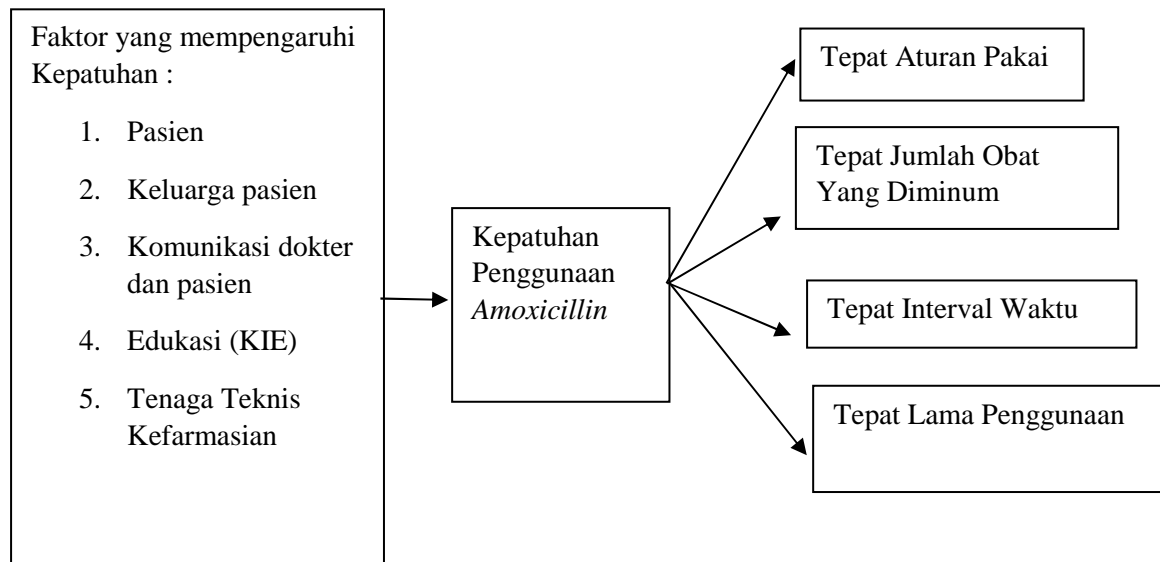 Faktor yang mempengaruhi
Kepatuhan :
1. Pasien
2. Keluarga pasien
3. Komunikasi dokter
dan pasien
4. Edukasi (KIE)
5. Tenaga Teknis
Kefarmasian
Kepatuhan
Penggunaan
Amoxicillin
Tepat Aturan Pakai
Tepat Jumlah Obat
Yang Diminum
Tepat Interval Waktu
Tepat Lama Penggunaan